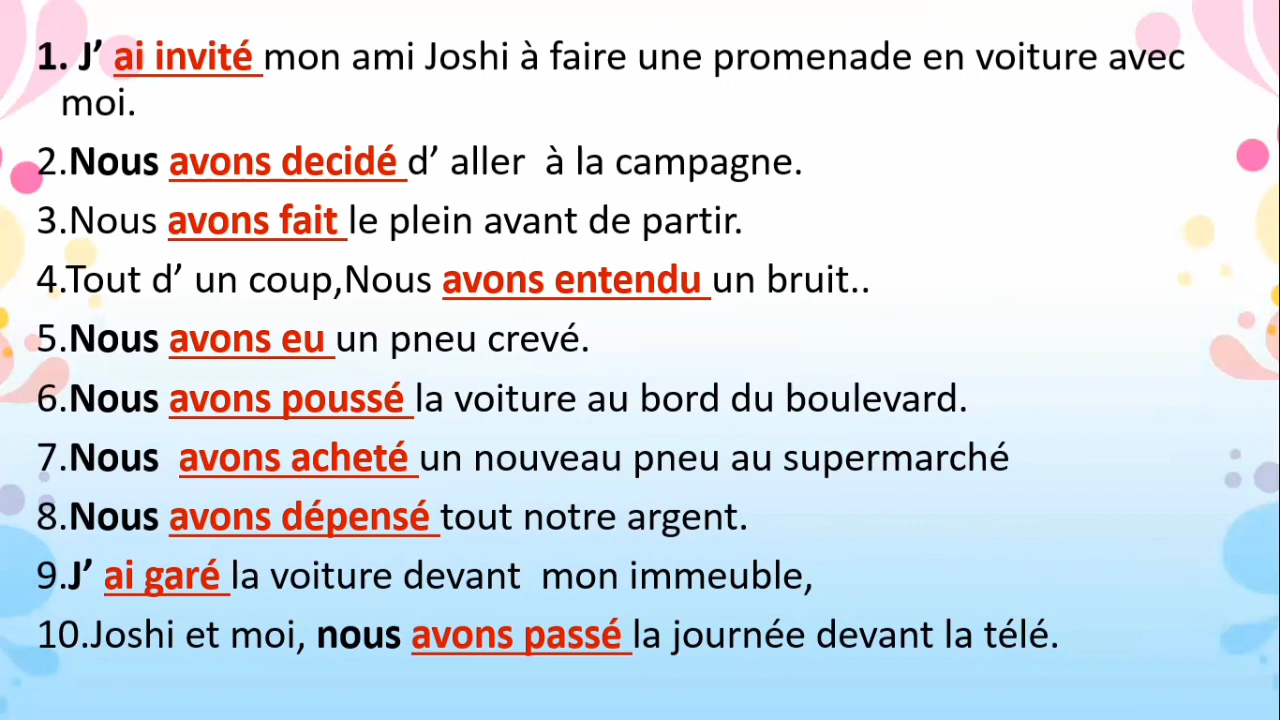 1. J’ ai invité mon ami Joshi à faire une promenade en voiture avec
moi.
2.Nous avons decidé d’ aller à la campagne.
3.Nous avons fait le plein avant de partir.
4.Tout d’ un coup,Nous avons entendu un bruit..
5.Nous avons eu un pneu crevé.
6.Nous avons poussé la voiture au bord du boulevard.
7.Nous avons acheté un nouveau pneu au supermarché
8.Nous avons dépensé tout notre argent.
9.J’ ai garé la voiture devant mon immeuble,
10.Joshi et moi, nous avons passé la journée devant la télé.